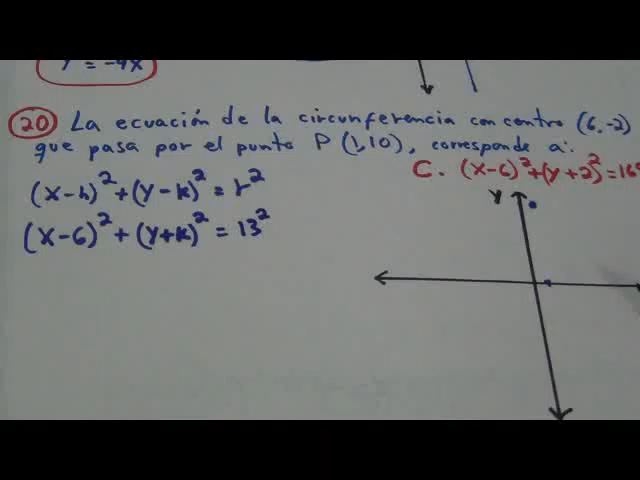 Y = -4x
20 La ecuación de la circunferencia con centro (6,-2)
que pasa por el punto P (1,10), corresponde a:
C. (x-6)²+(y+2)²=169
(x-h)²+(y-k)²=r²
(x-6)²+(y+k)²=13²
Y